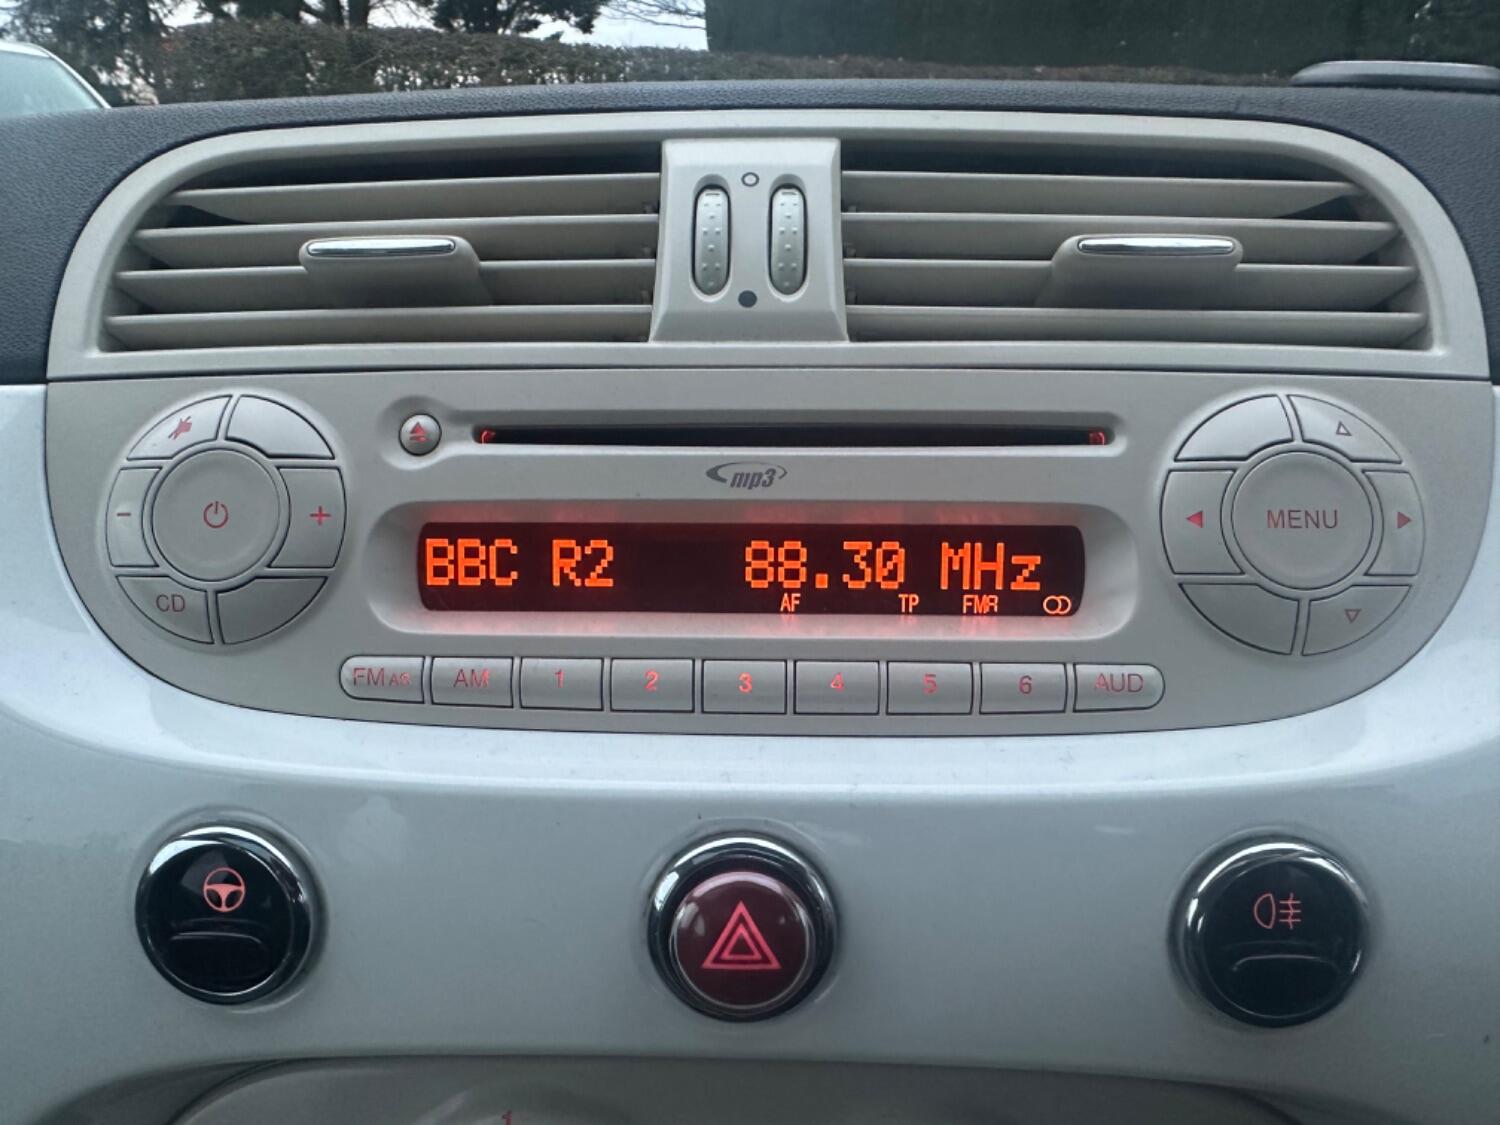 mp3
BBC R2 88.30 MHz
AF TP FMA
MENU
CD
FM AS AM 1 2 3 4 5 6 AUD